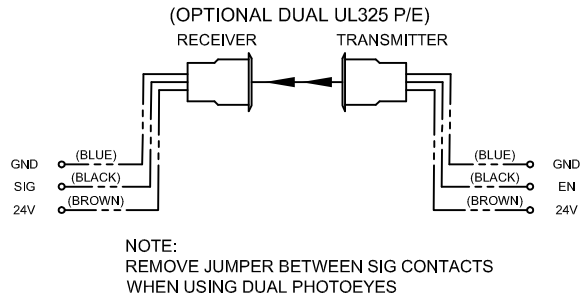 (OPTIONAL DUAL UL325 P/E)
RECEIVER TRANSMITTER
GND (BLUE) (BLUE) GND
SIG (BLACK) (BLACK) EN
24V (BROWN) (BROWN) 24V
NOTE:
REMOVE JUMPER BETWEEN SIG CONTACTS
WHEN USING DUAL PHOTOEYES